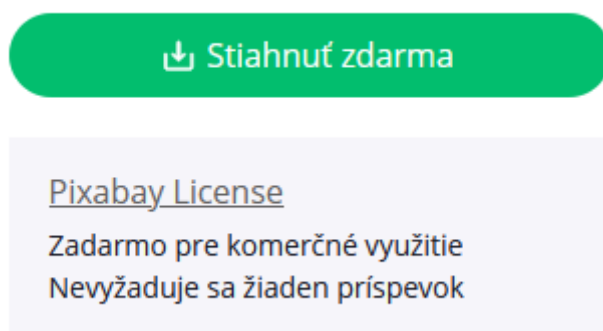 Stiahnuť zdarma
Pixabay License
Zadarmo pre komerčné využitie
Nevyžaduje sa žiaden príspevok